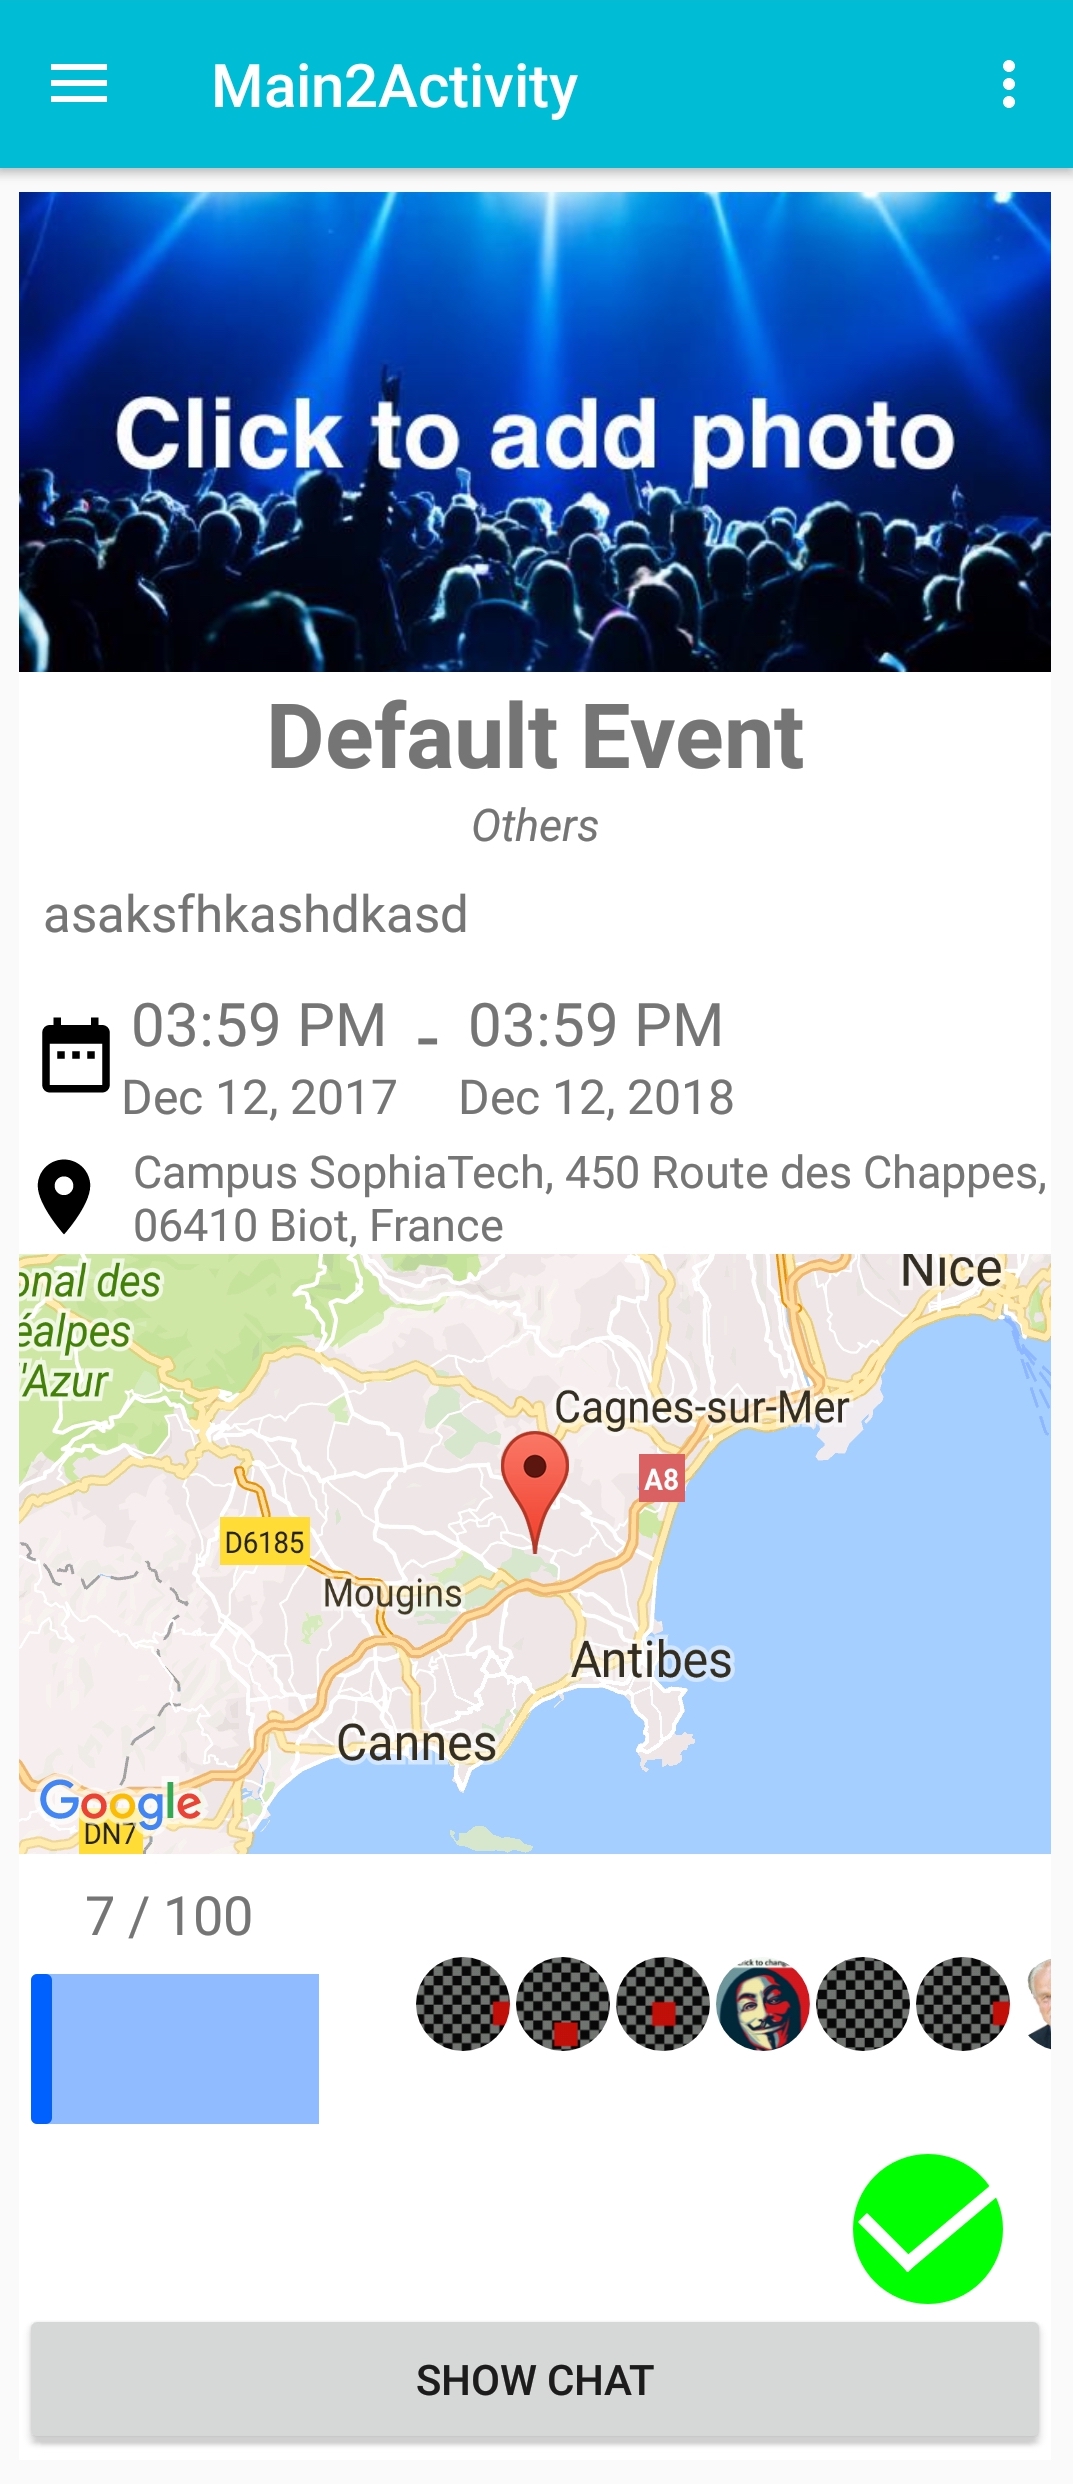 Main2Activity
Click to add photo
Default Event
Others
asaksfhkashdkasd
03:59 PM - 03:59 PM
Dec 12, 2017 Dec 12, 2018
Campus SophiaTech, 450 Route des Chappes,
06410 Biot, France
Nice
onal des
éalpes
'Azur
Cagnes-sur-Mer
A8
D6185
Mougins
Antibes
Cannes
Google
DN7
7 / 100
SHOW CHAT